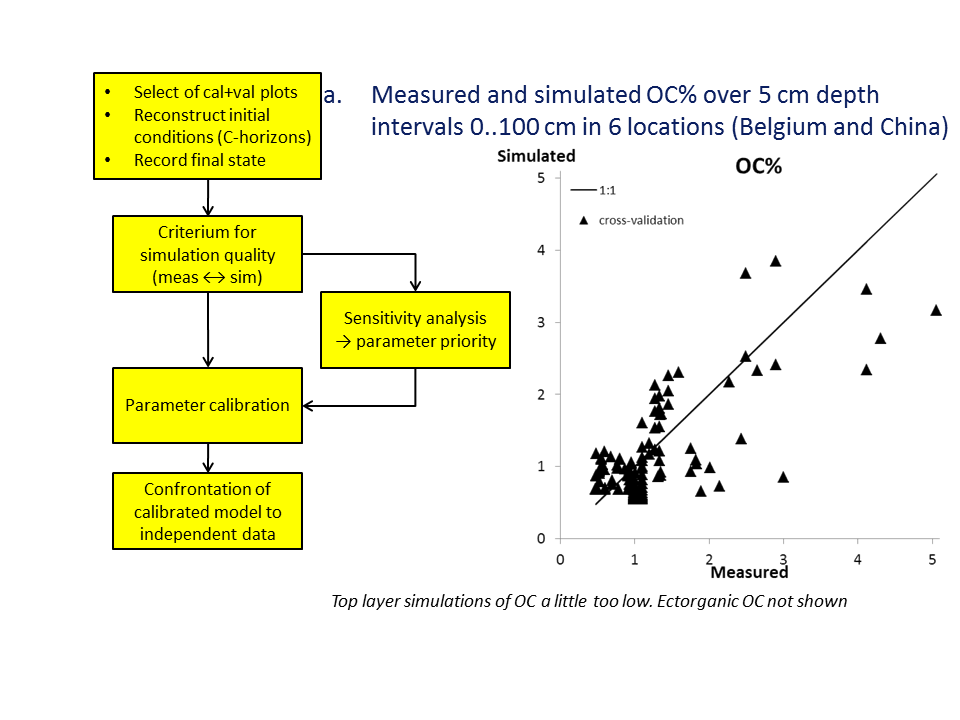 • Select of cal+val plots
• Reconstruct initial
conditions (C-horizons)
• Record final state
Criterium for
simulation quality
(meas ↔ sim)
Sensitivity analysis
→ parameter priority
Parameter calibration
Confrontation of
calibrated model to
independent data
a. Measured and simulated OC% over 5 cm depth
intervals 0..100 cm in 6 locations (Belgium and China)
Simulated
OC%
1:1
cross-validation
5
4
3
2
1
0
0 1 2 3 4 5
Measured
Top layer simulations of OC a little too low. Ectorganic OC not shown